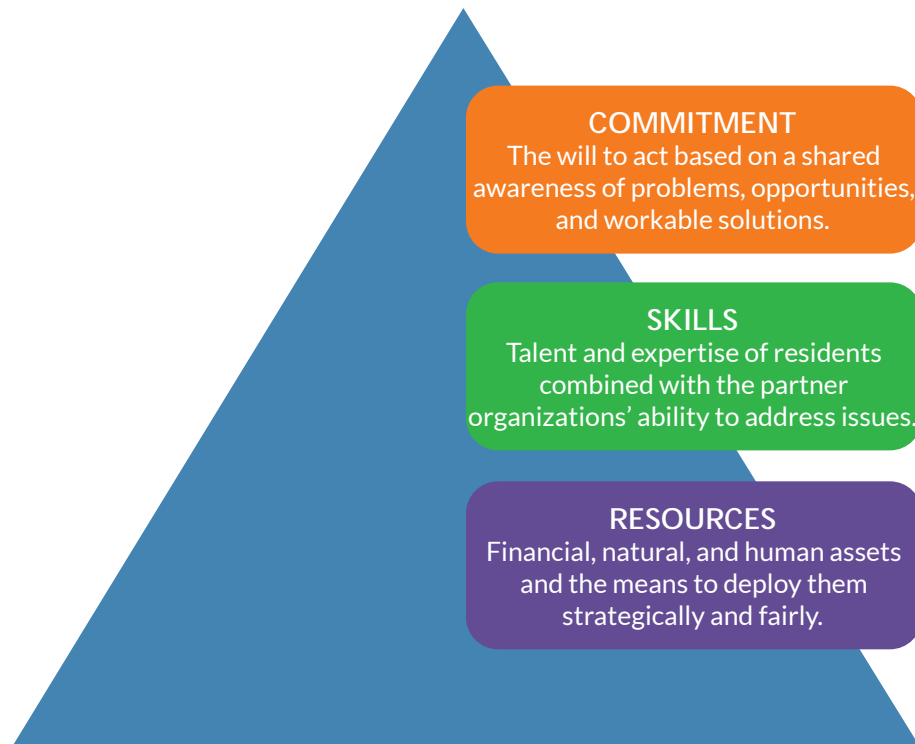 COMMITMENT
The will to act based on a shared
awareness of problems, opportunities,
and workable solutions.
SKILLS
Talent and expertise of residents
combined with the partner
organizations’ ability to address issues.
RESOURCES
Financial, natural, and human assets
and the means to deploy them
strategically and fairly.